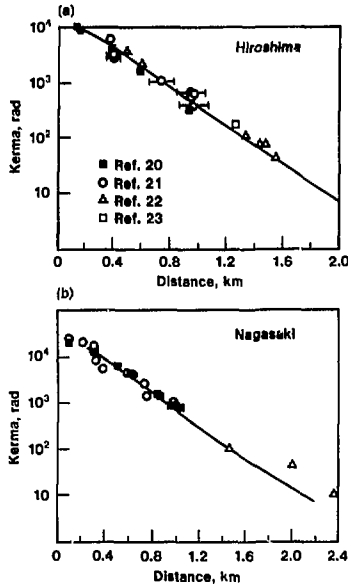 (a)
Hiroshima
10⁴
10³
10²
10
Kerma, rad
Ref. 20
Ref. 21
Ref. 22
Ref. 23
0 0.4 0.8 1.2 1.6 2.0
Distance, km
(b)
Nagasaki
10⁴
10³
10²
10
Kerma, rad
0 0.4 0.8 1.2 1.6 2.0 2.4
Distance, km